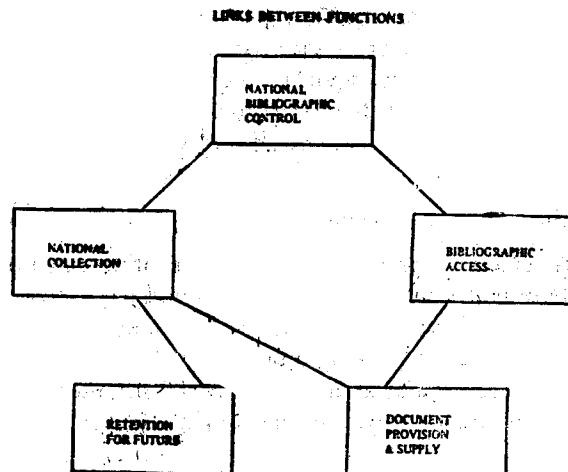 LINKS BETWEEN FUNCTIONS
NATIONAL
BIBLIOGRAPHIC
CONTROL
NATIONAL
COLLECTION
BIBLIOGRAPHIC
ACCESS
RETENTION
FOR FUTURE
DOCUMENT
PROVISION
& SUPPLY